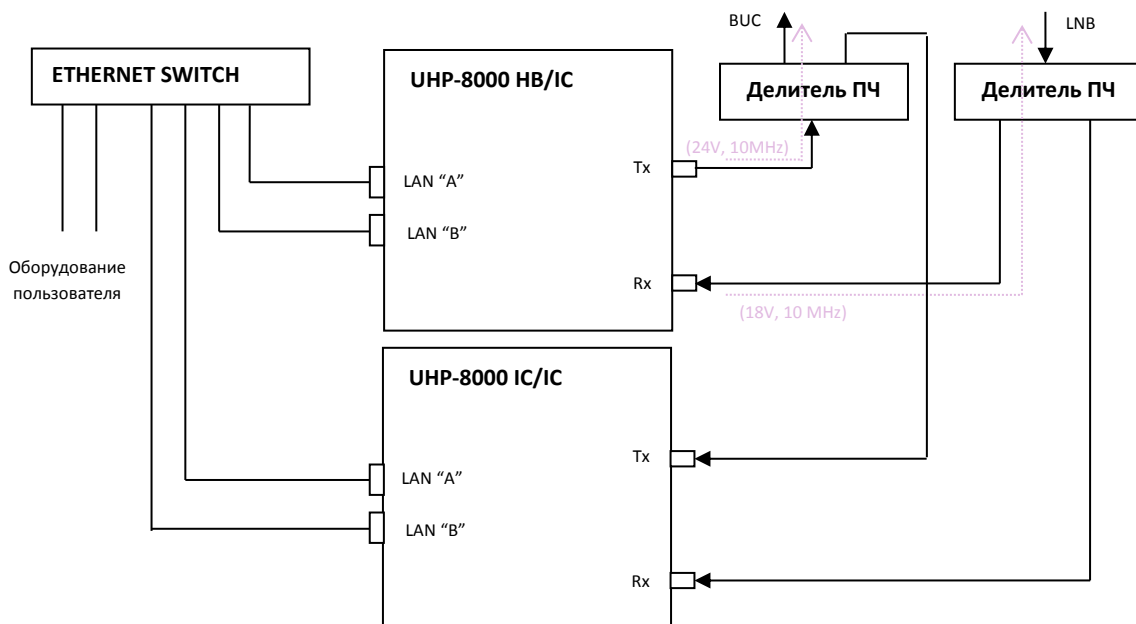 BUC
LNB
ETHERNET SWITCH
UHP-8000 HB/IC
Делитель ПЧ
Делитель ПЧ
(24V, 10MHz)
Tx
LAN “A”
LAN “B”
Оборудование
пользователя
Rx
(18V, 10 MHz)
UHP-8000 IC/IC
Tx
LAN “A”
LAN “B”
Rx